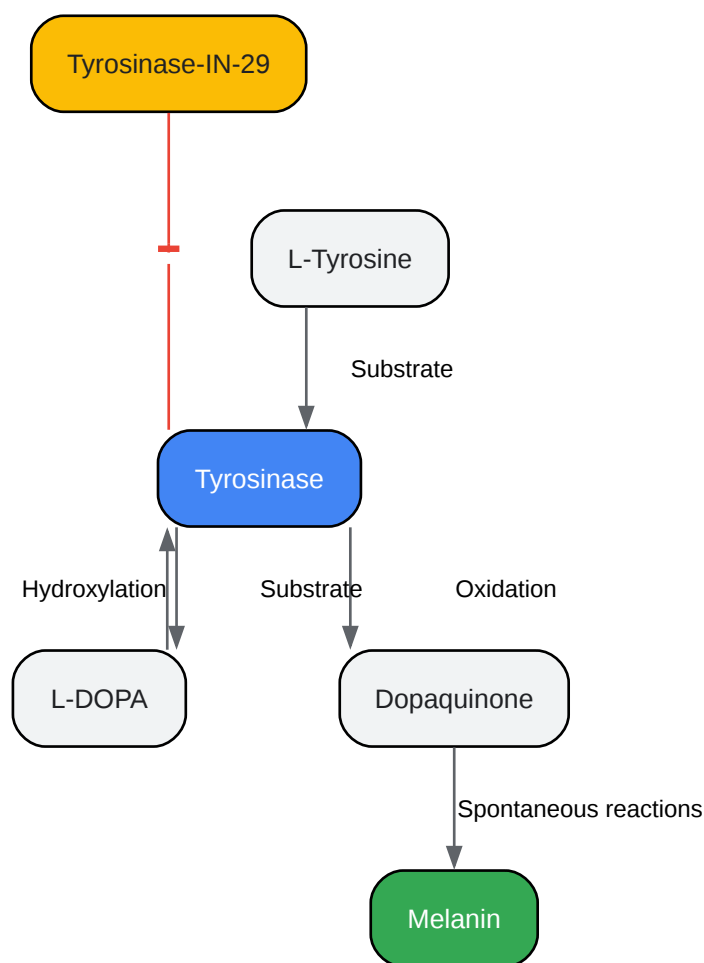 Tyrosinase-IN-29
L-Tyrosine
Substrate
Tyrosinase
Hydroxylation
Substrate
Oxidation
L-DOPA
Dopaquinone
Spontaneous reactions
Melanin